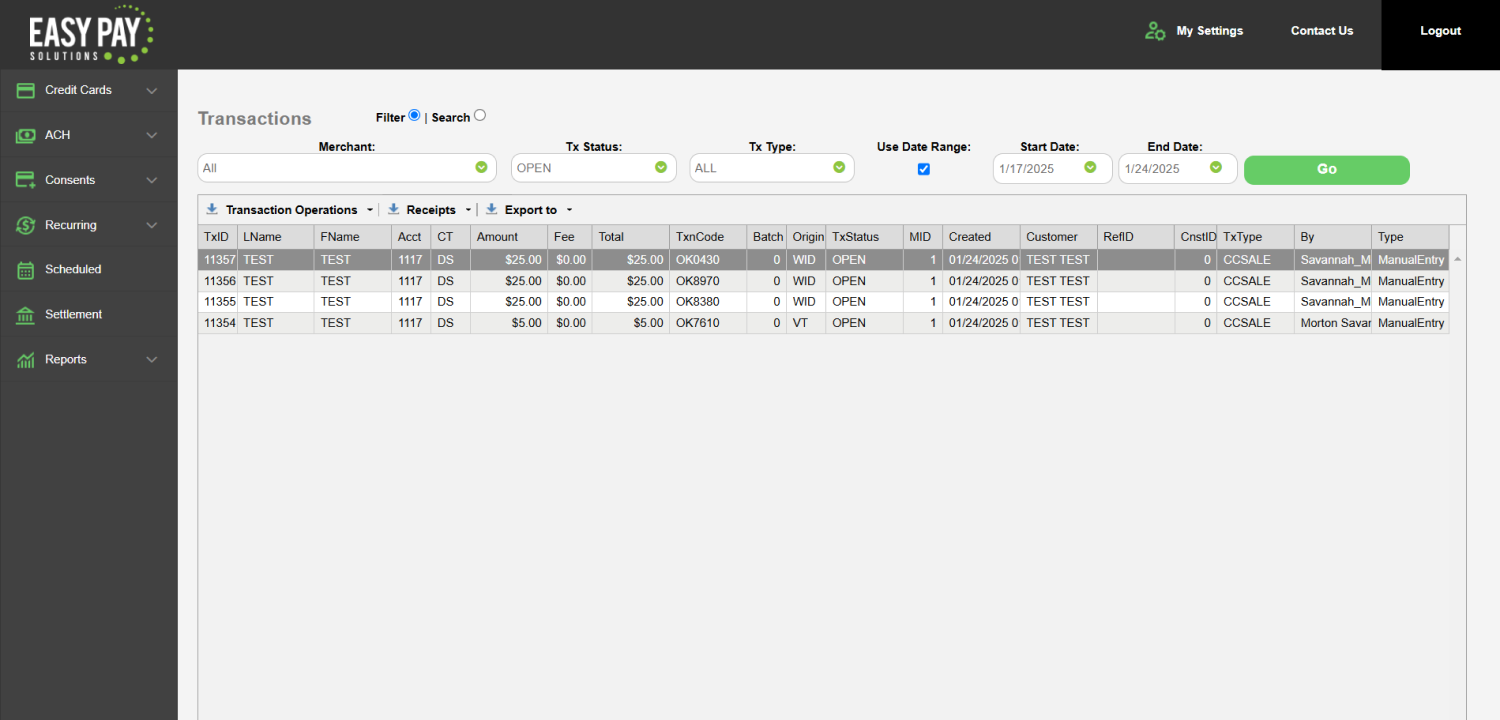 EASY PAY
SOLUTIONS
My Settings
Contact Us
Logout
Credit Cards
ACH
Consents
Recurring
Scheduled
Settlement
Reports
Transactions
Filter | Search
Merchant: Tx Status: Tx Type: Use Date Range: Start Date: End Date:
All OPEN ALL 1/17/2025 1/24/2025 Go
Transaction Operations Receipts Export to
TxID LName FName Acct CT Amount Fee Total TxnCode Batch Origin TxStatus MID Created Customer RefID CnstID TxType By Type
11357 TEST TEST 1117 DS $25.00 $0.00 $25.00 OK0430 0 WID OPEN 1 01/24/2025 0 TEST TEST 0 CCSALE Savannah_M ManualEntry
11356 TEST TEST 1117 DS $25.00 $0.00 $25.00 OK8970 0 WID OPEN 1 01/24/2025 0 TEST TEST 0 CCSALE Savannah_M ManualEntry
11355 TEST TEST 1117 DS $25.00 $0.00 $25.00 OK8380 0 WID OPEN 1 01/24/2025 0 TEST TEST 0 CCSALE Savannah_M ManualEntry
11354 TEST TEST 1117 DS $5.00 $0.00 $5.00 OK7610 0 VT OPEN 1 01/24/2025 0 TEST TEST 0 CCSALE Morton Savar ManualEntry